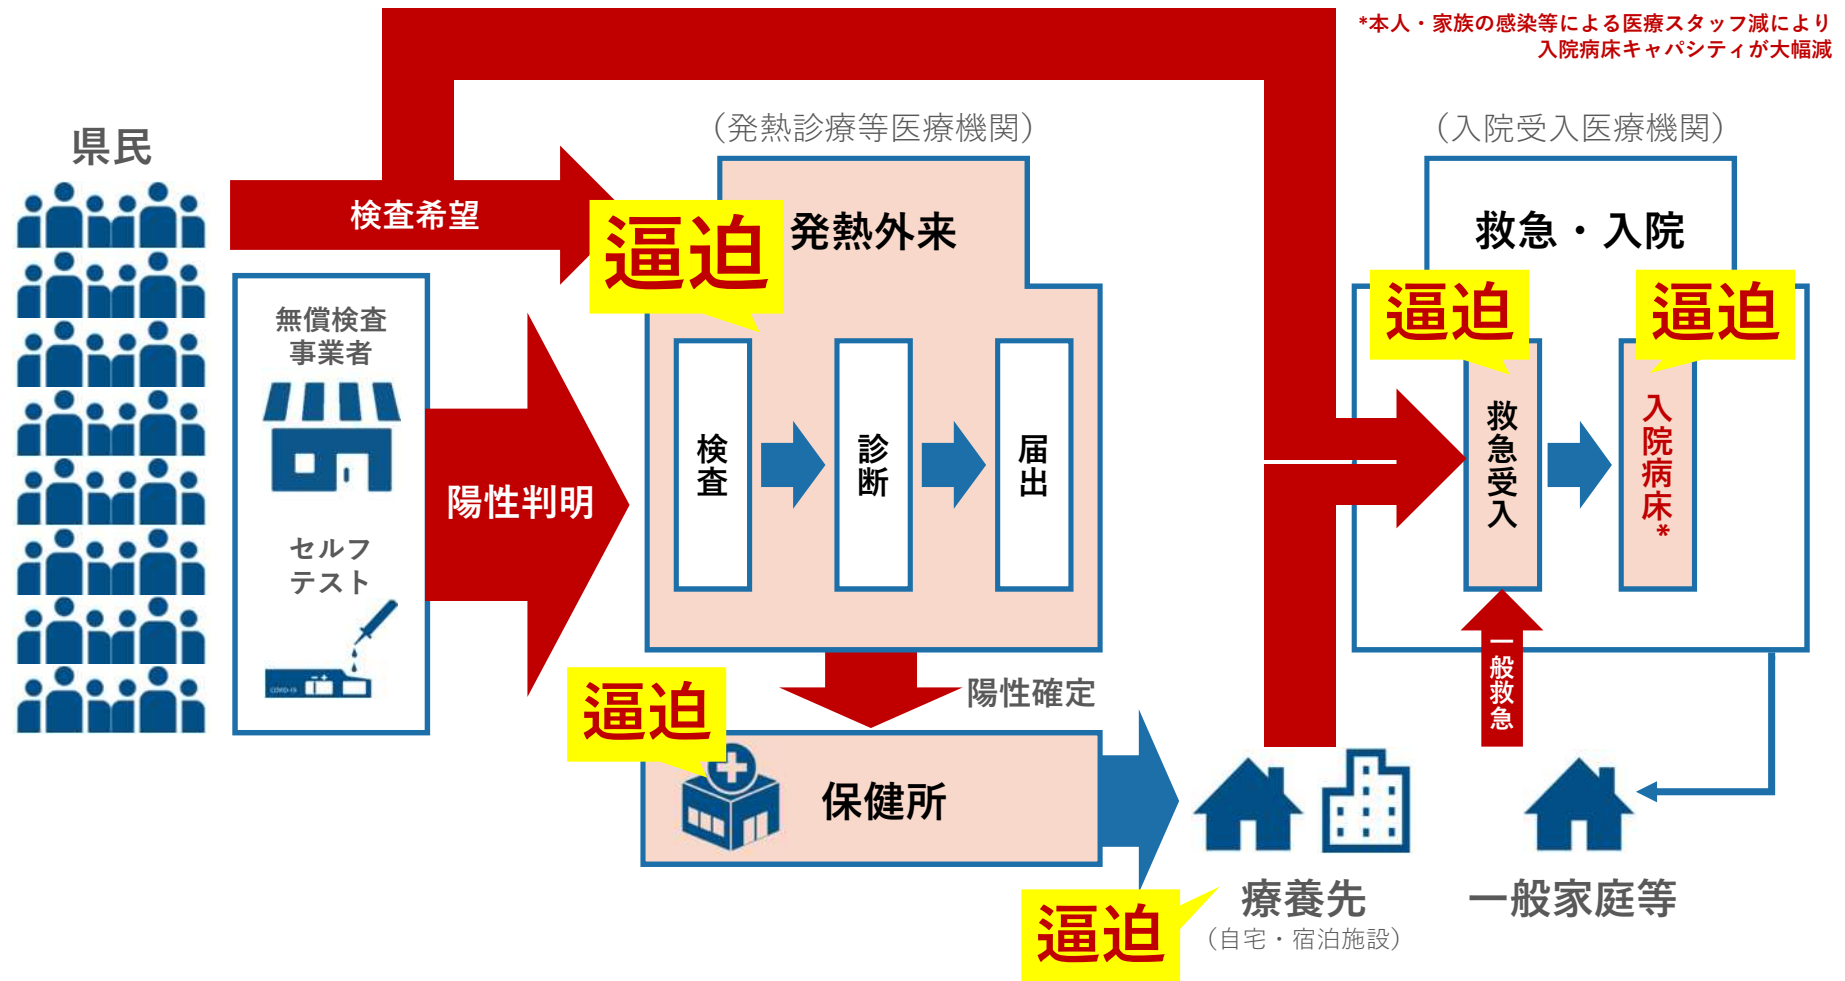 *本人・家族の感染等による医療スタッフ減により
入院病床キャパシティが大幅減
県民
検査希望
無償検査
事業者
セルフ
テスト
COVID-19
陽性判明
（発熱診療等医療機関）
逼迫
発熱外来
検査
診断
届出
陽性確定
逼迫
保健所
逼迫
療養先
（自宅・宿泊施設）
（入院受入医療機関）
救急・入院
逼迫
逼迫
救急受入
入院病床*
一般救急
一般家庭等